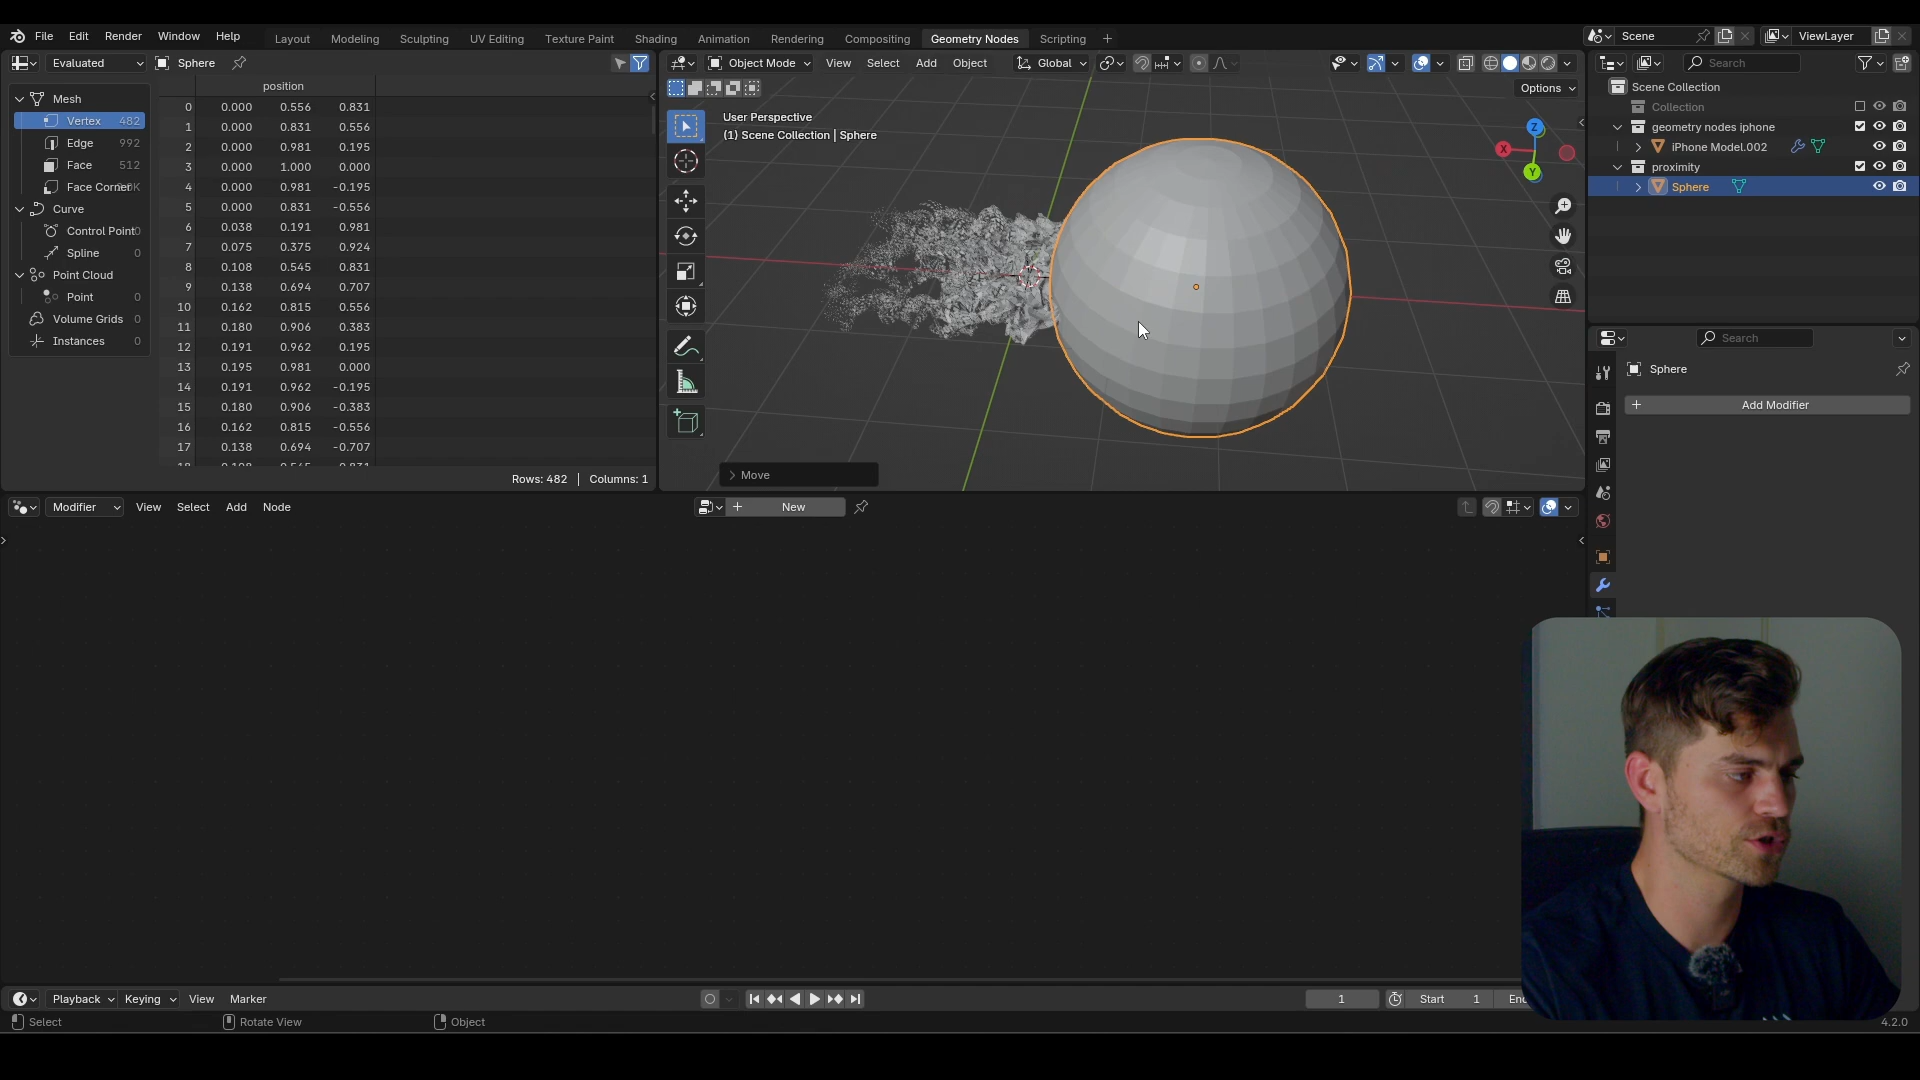 File Edit Render Window Help Layout Modeling Sculpting UV Editing Texture Paint Shading Animation Rendering Compositing Geometry Nodes Scripting + Scene ViewLayer
Evaluated Sphere
Object Mode View Select Add Object Global
Search
Options
position
Mesh
Vertex 482
Edge 992
Face 512
Face Corn
Curve
Control Point 0
Spline 0
Point Cloud
Point 0
Volume Grids 0
Instances 0
0 0.000 0.556 0.831
1 0.000 0.831 0.556
2 0.000 0.981 0.195
3 0.000 1.000 0.000
4 0.000 0.981 -0.195
5 0.000 0.831 -0.556
6 0.038 0.191 0.981
7 0.075 0.375 0.924
8 0.108 0.545 0.831
9 0.138 0.694 0.707
10 0.162 0.815 0.556
11 0.180 0.906 0.383
12 0.191 0.962 0.195
13 0.195 0.981 0.000
14 0.191 0.962 -0.195
15 0.180 0.906 -0.383
16 0.162 0.815 -0.556
17 0.138 0.694 -0.707
Rows: 482 | Columns: 1
User Perspective
(1) Scene Collection | Sphere
Z
X
Y
Move
Scene Collection
Collection
geometry nodes iphone
iPhone Model.002
proximity
Sphere
Search
Sphere
+ Add Modifier
Modifier View Select Add Node + New
Playback Keying View Marker 1 Start 1 En
Select Rotate View Object 4.2.0